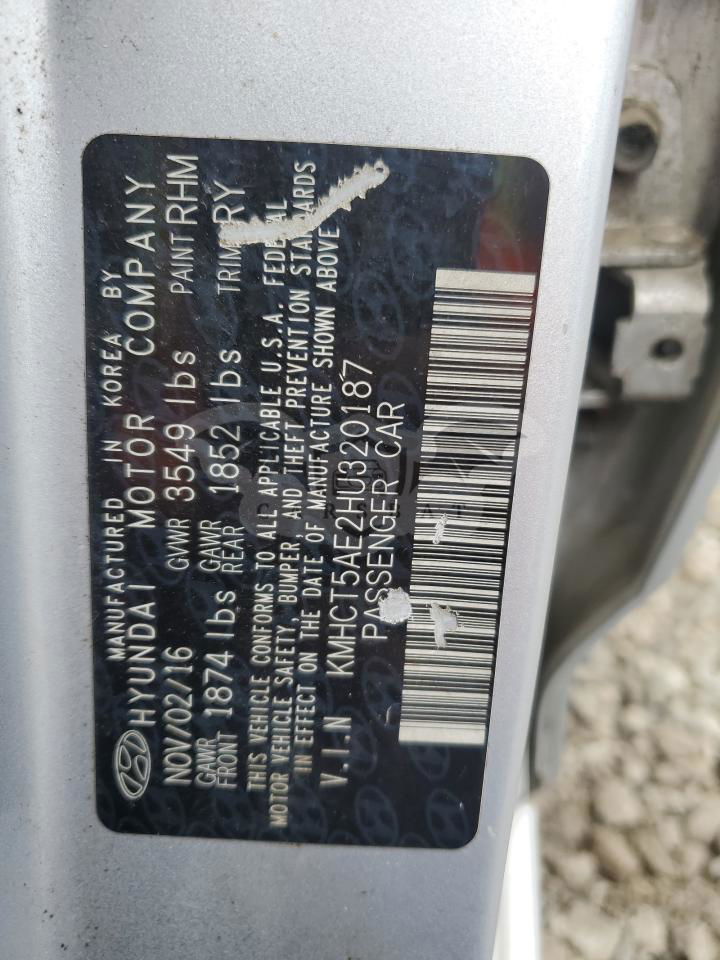 MANUFACTURED IN KOREA BY
HYUNDAI MOTOR COMPANY
NOV/02/16 GVWR 3549 lbs PAINT RHM
GAWR FRONT 1874 lbs GAWR REAR 1852 lbs TRIM RY
THIS VEHICLE CONFORMS TO ALL APPLICABLE U.S.A. FEDERAL
MOTOR VEHICLE SAFETY, BUMPER, AND THEFT PREVENTION STANDARDS
IN EFFECT ON THE DATE OF MANUFACTURE SHOWN ABOVE
V.I.N KMHCT5AE2HU320187
PASSENGER CAR